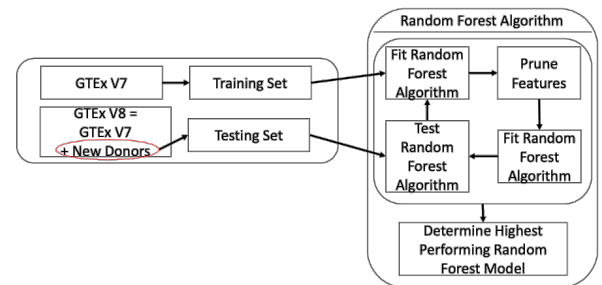 Random Forest Algorithm
GTEx V7
Training Set
GTEx V8 =
GTEx V7
+ New Donors
Testing Set
Fit Random
Forest
Algorithm
Prune
Features
Test
Random
Forest
Algorithm
Fit Random
Forest
Algorithm
Determine Highest
Performing Random
Forest Model